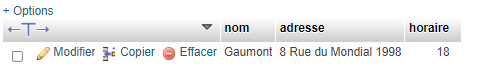 + Options
←T→ nom adresse horaire
Modifier Copier Effacer Gaumont 8 Rue du Mondial 1998 18